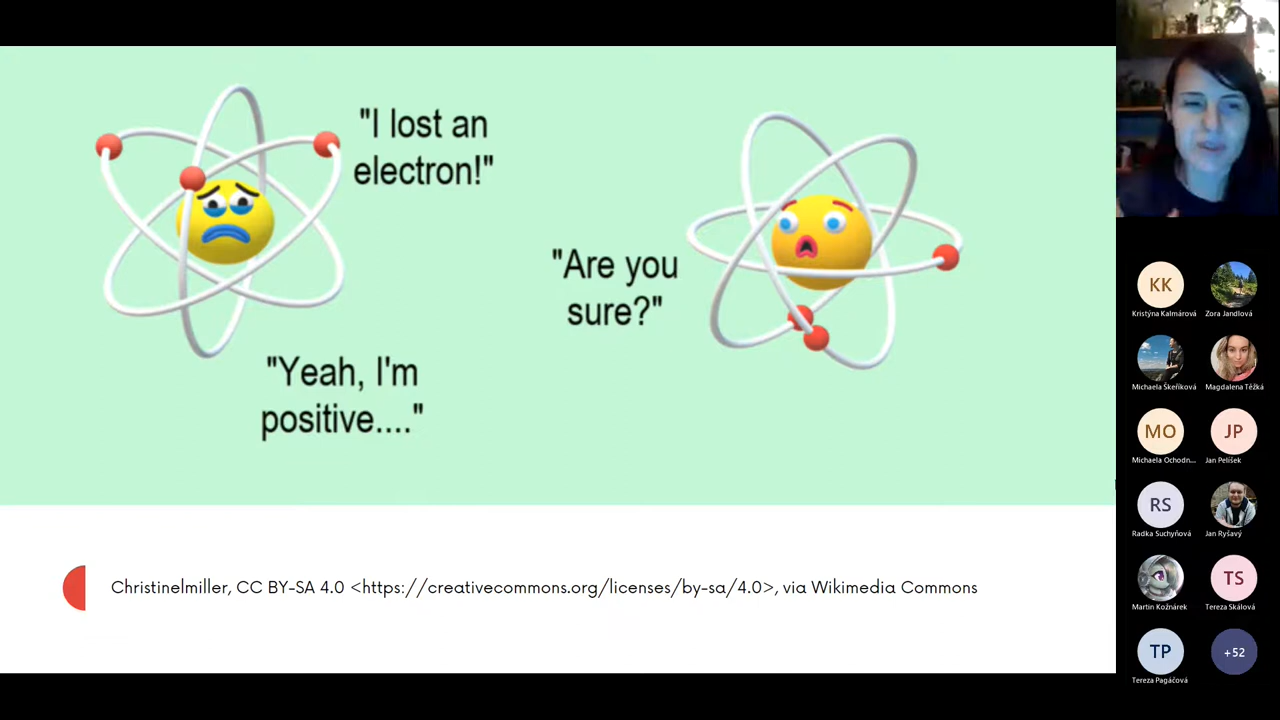 "I lost an
electron!"
"Are you
sure?"
"Yeah, I'm
positive...."
Christinelmiller, CC BY-SA 4.0 <https://creativecommons.org/licenses/by-sa/4.0>, via Wikimedia Commons
KK
Kristýna Kalmárová
Zora Jandlová
Michaela Škeříková
Magdalena Těžká
MO
Michaela Ochodn...
JP
Jan Pelíšek
RS
Radka Suchyňová
Jan Ryšavý
Martin Kožnárek
TS
Tereza Skálová
TP
Tereza Pagáčová
+52